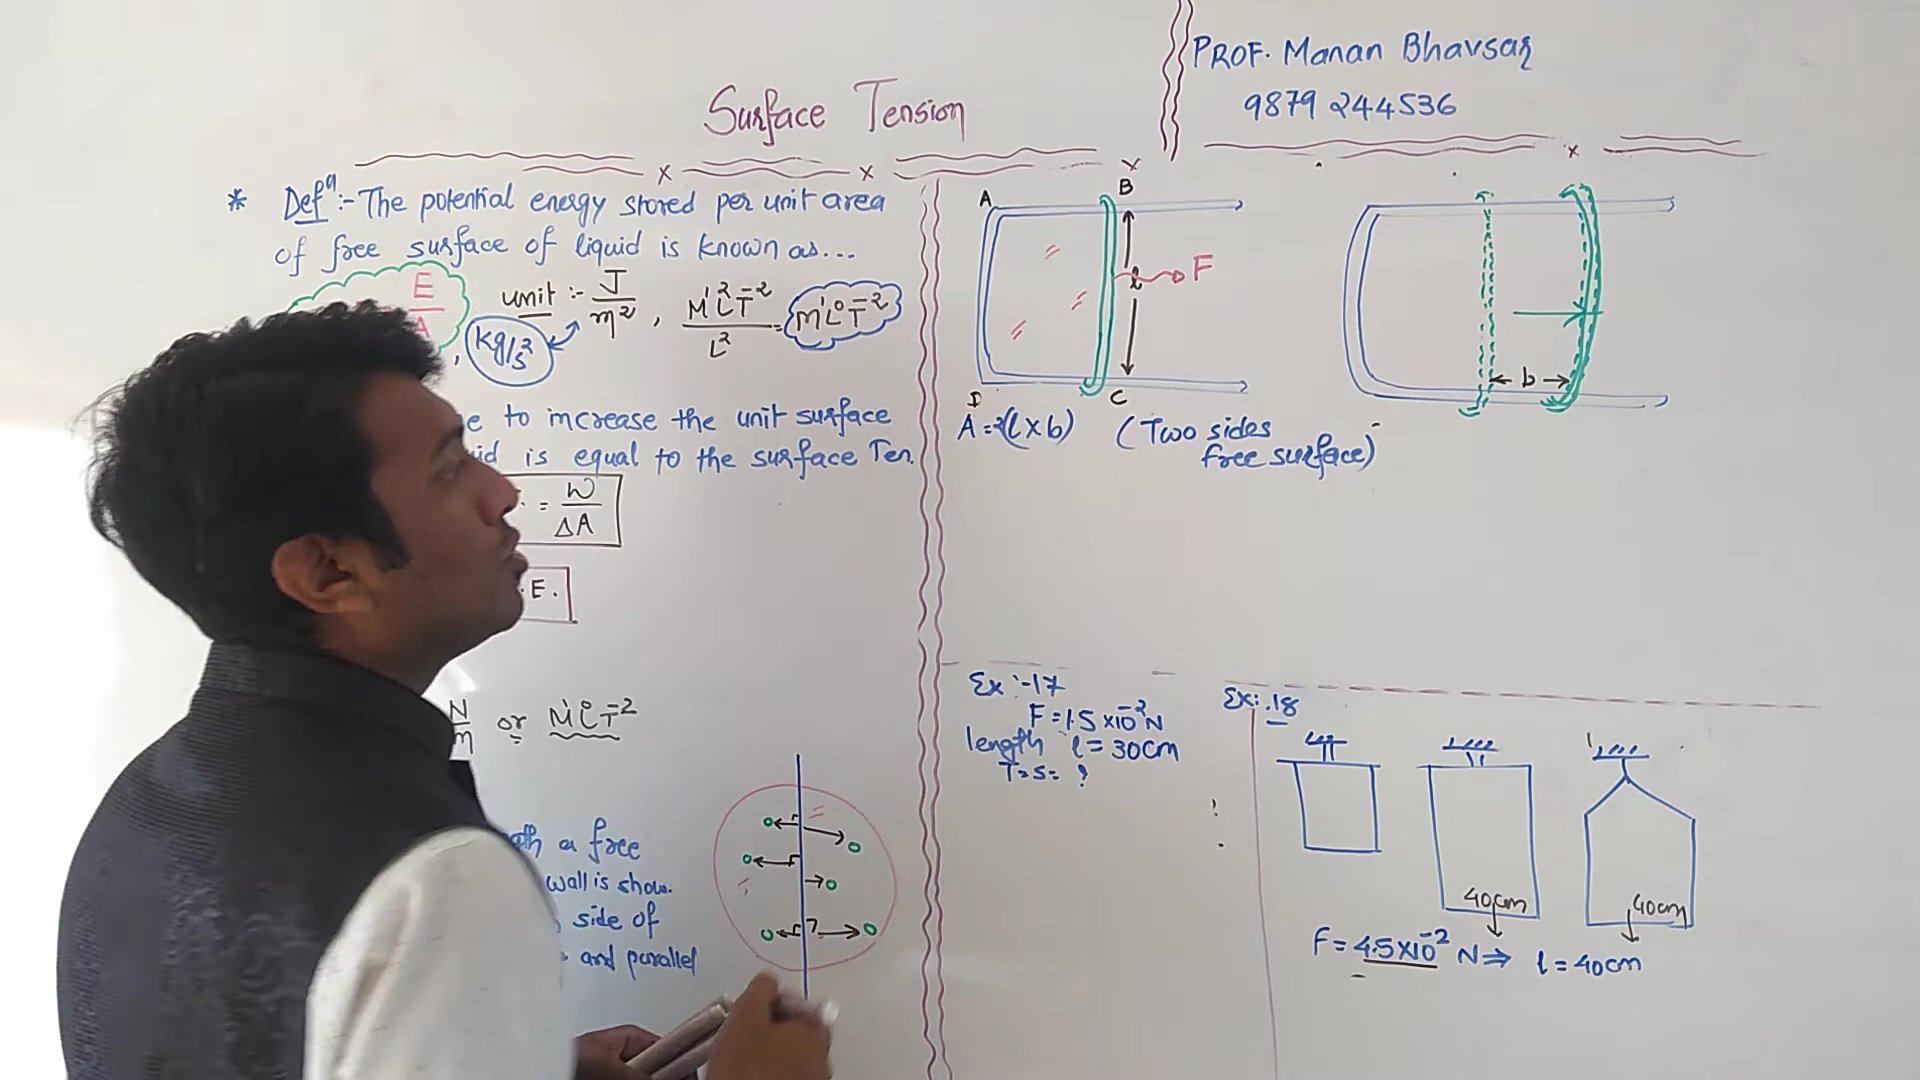 Surface Tension
PROF. Manan Bhavsar
9879 244536
* Defⁿ :- The potential energy stored per unit area
of free surface of liquid is known as...
E
A
unit :- J/m², M¹L²T⁻²/L² = M¹L⁰T⁻²
, kg/s²
e to increase the unit surface
uid is equal to the surface Ten.
= W/ΔA
.E.
N/m or M¹L⁰T⁻²
a free
wall is show.
side of
and parallel
A B
l F
D C
b
A = 2(l×b) (Two sides
free surface)
Ex :-17
F = 1.5 ×10⁻² N
length l = 30cm
T=S= ?
Ex: .18
40cm 40cm
F = 4.5×10⁻² N ⇒ l = 40cm